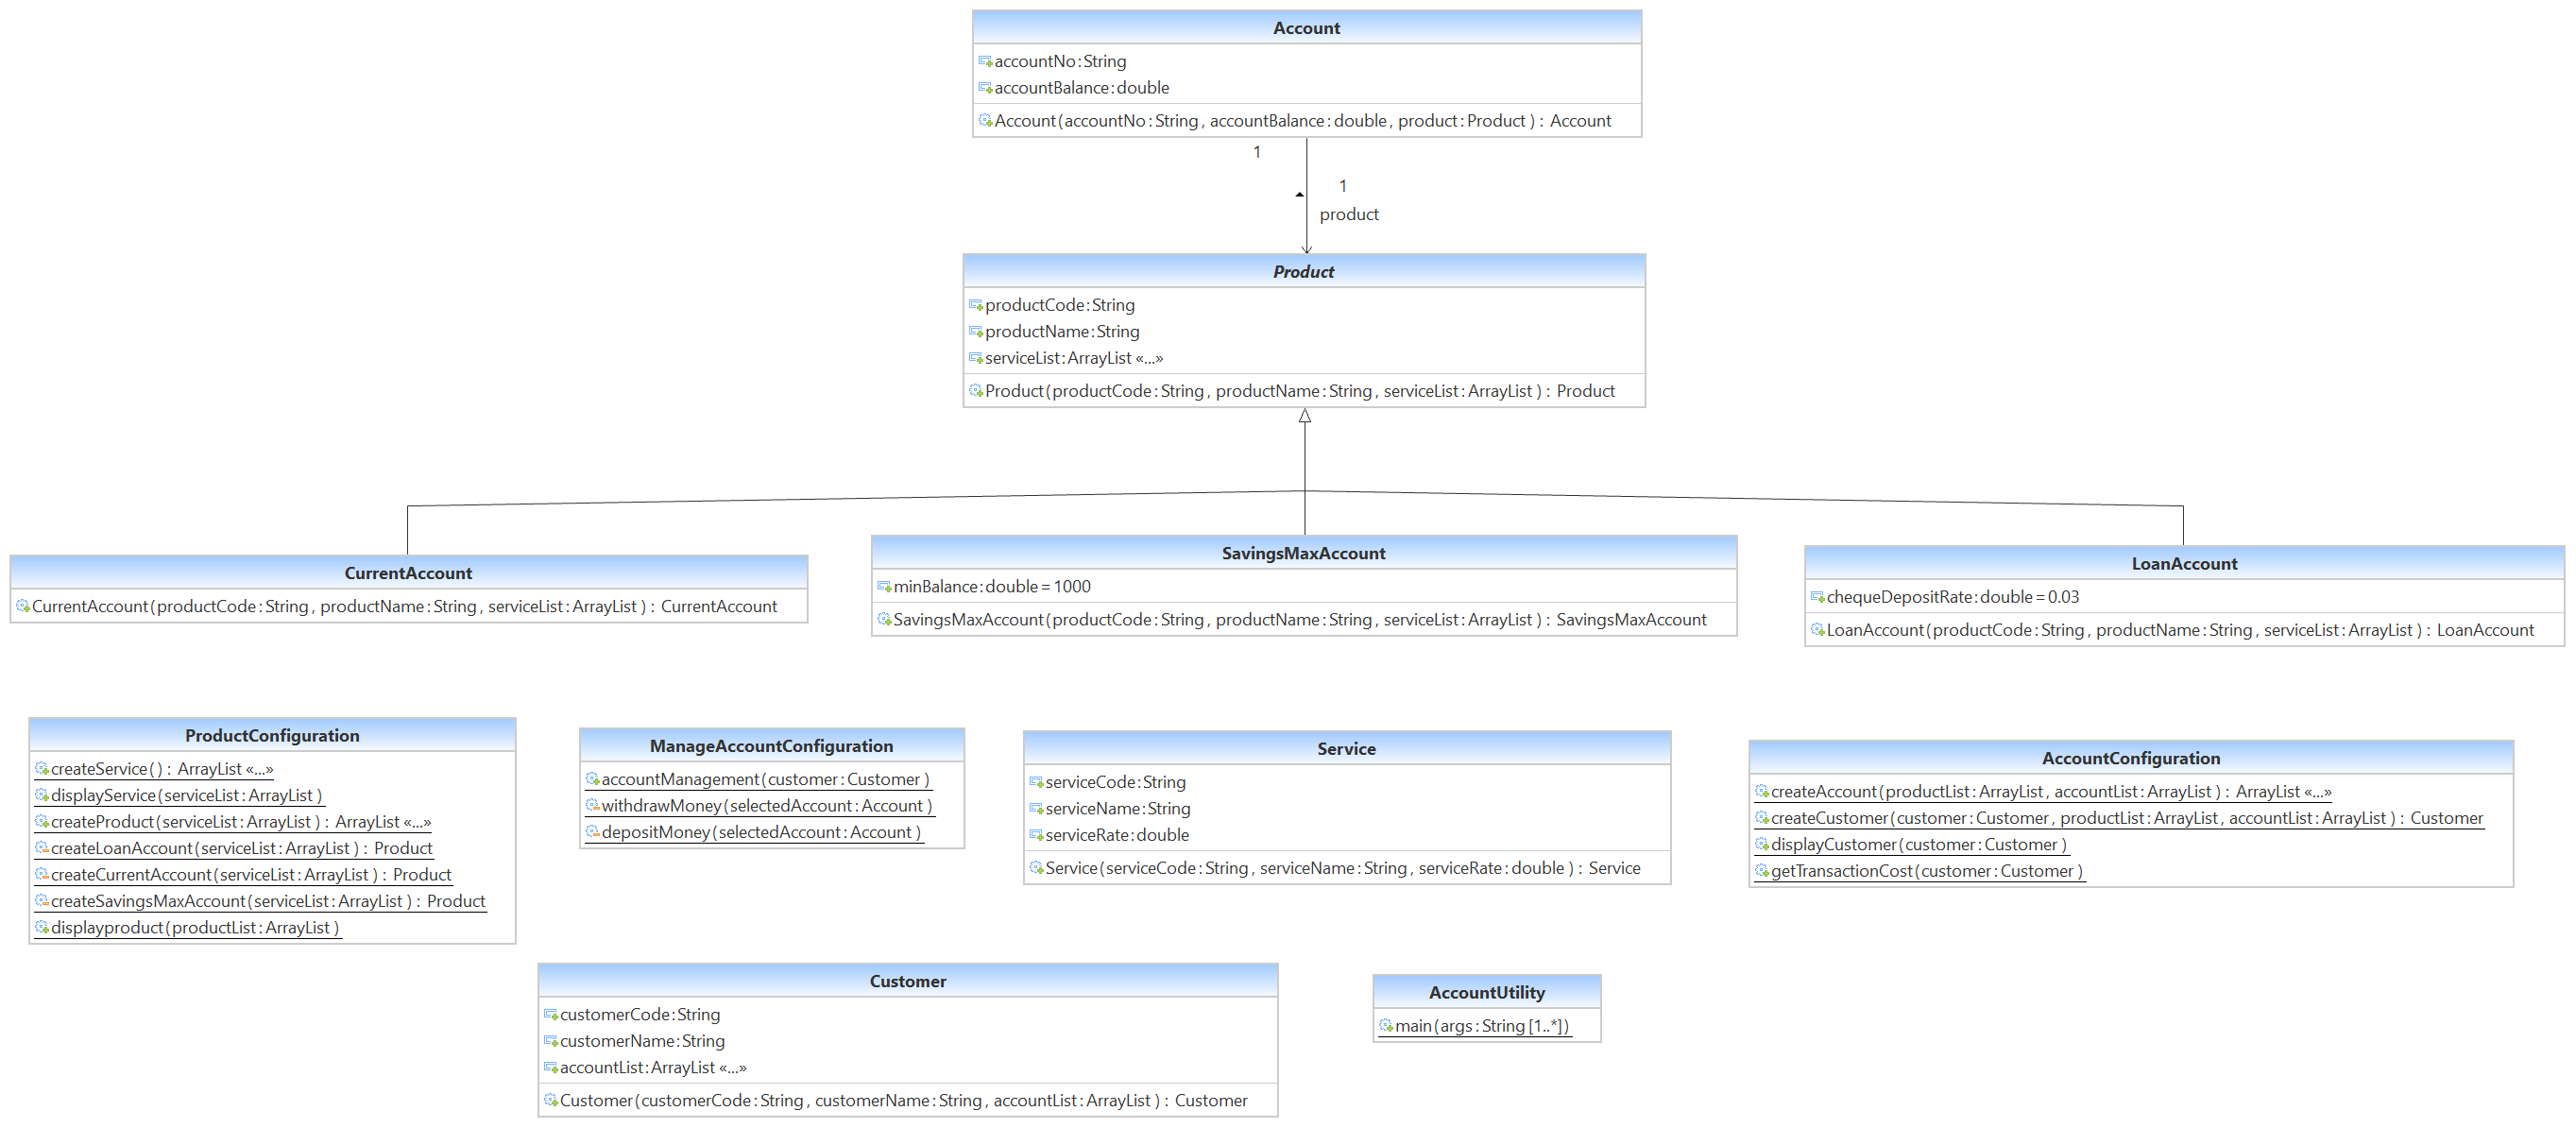 Account
accountNo:String
accountBalance:double
Account(accountNo:String, accountBalance:double, product:Product): Account
1
1
product
Product
productCode:String
productName:String
serviceList:ArrayList «...»
Product(productCode:String, productName:String, serviceList:ArrayList): Product
CurrentAccount
CurrentAccount(productCode:String, productName:String, serviceList:ArrayList): CurrentAccount
SavingsMaxAccount
minBalance:double=1000
SavingsMaxAccount(productCode:String, productName:String, serviceList:ArrayList): SavingsMaxAccount
LoanAccount
chequeDepositRate:double=0.03
LoanAccount(productCode:String, productName:String, serviceList:ArrayList): LoanAccount
ProductConfiguration
createService(): ArrayList «...»
displayService(serviceList:ArrayList)
createProduct(serviceList:ArrayList): ArrayList «...»
createLoanAccount(serviceList:ArrayList): Product
createCurrentAccount(serviceList:ArrayList): Product
createSavingsMaxAccount(serviceList:ArrayList): Product
displayproduct(productList:ArrayList)
ManageAccountConfiguration
accountManagement(customer:Customer)
withdrawMoney(selectedAccount:Account)
depositMoney(selectedAccount:Account)
Service
serviceCode:String
serviceName:String
serviceRate:double
Service(serviceCode:String, serviceName:String, serviceRate:double): Service
AccountConfiguration
createAccount(productList:ArrayList, accountList:ArrayList): ArrayList «...»
createCustomer(customer:Customer, productList:ArrayList, accountList:ArrayList): Customer
displayCustomer(customer:Customer)
getTransactionCost(customer:Customer)
Customer
customerCode:String
customerName:String
accountList:ArrayList «...»
Customer(customerCode:String, customerName:String, accountList:ArrayList): Customer
AccountUtility
main(args:String[1..*])